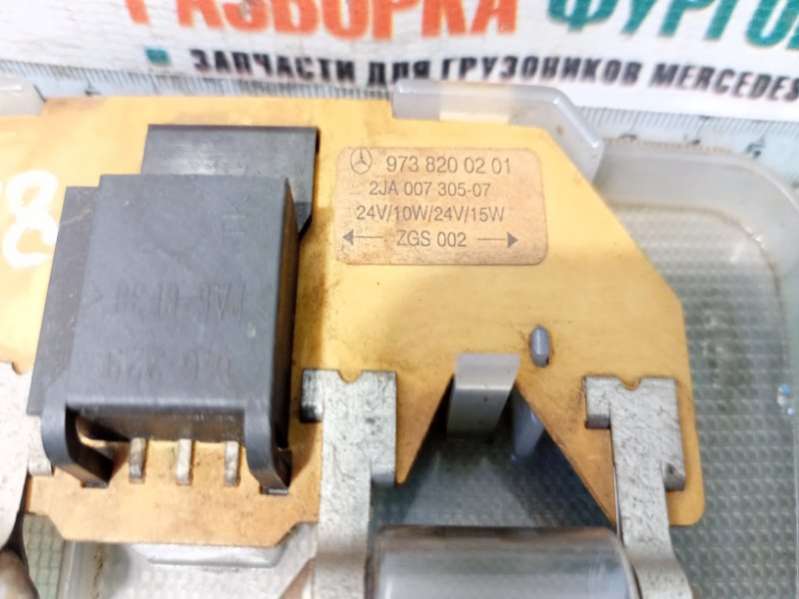 РАЗБОРКА ФУРГО
ЗАПЧАСТИ ДЛЯ ГРУЗОВИКОВ MERCEDES
973 820 02 01
2JA 007 305-07
24V/10W/24V/15W
ZGS 002
8